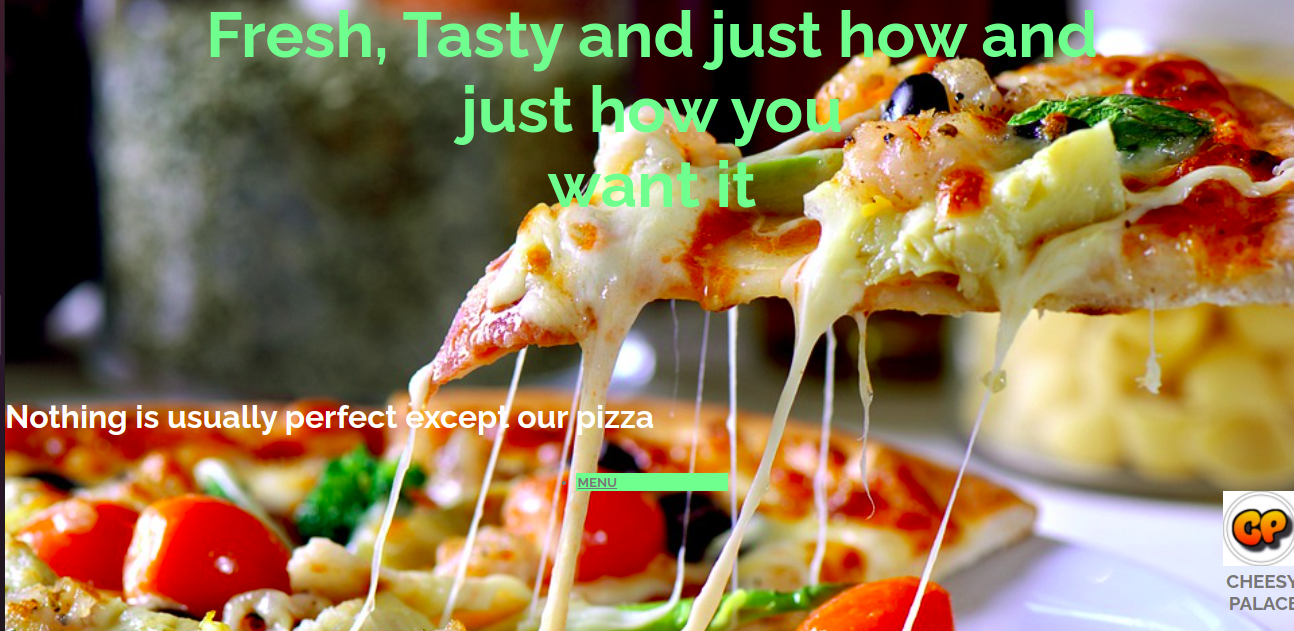 Fresh, Tasty and just how and
just how you
want it
Nothing is usually perfect except our pizza
MENU
CP
CHEESY
PALACE